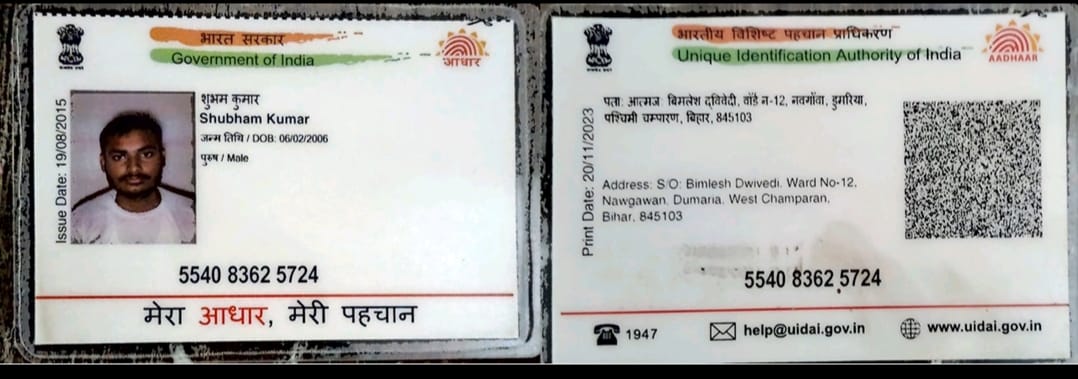 भारत सरकार
Government of India
आधार
Issue Date: 19/08/2015
शुभम कुमार
Shubham Kumar
जन्म तिथि / DOB: 06/02/2006
पुरुष / Male
5540 8362 5724
मेरा आधार, मेरी पहचान
भारतीय विशिष्ट पहचान प्राधिकरण
Unique Identification Authority of India
AADHAAR
Print Date: 20/11/2023
पता: आत्मज: बिमलेश द्विवेदी, वॉर्ड न-12, नवगाँवा, डुमरिया,
पश्चिमी चम्पारण, बिहार, 845103
Address: S/O: Bimlesh Dwivedi, Ward No-12,
Nawgawan, Dumaria, West Champaran,
Bihar, 845103
5540 8362 5724
1947
help@uidai.gov.in
www.uidai.gov.in